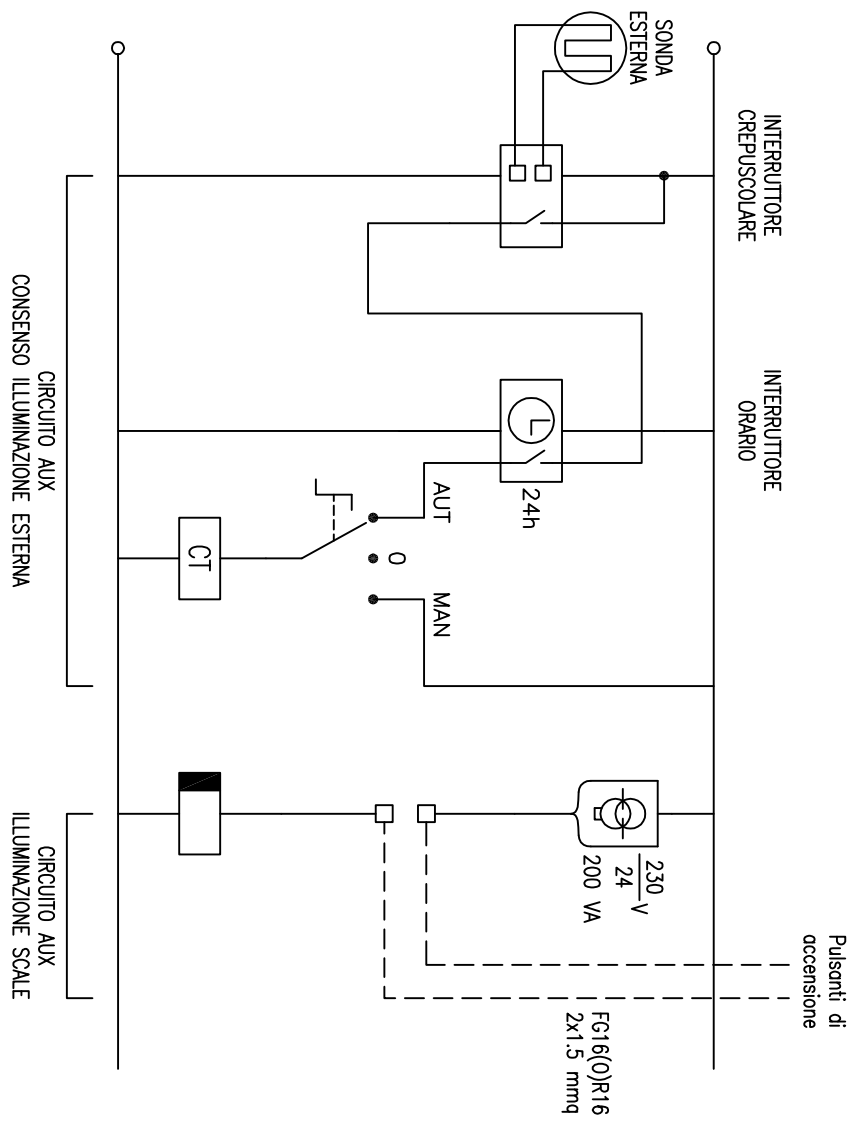 SONDA
ESTERNA
INTERRUTTORE
CREPUSCOLARE
INTERRUTTORE
ORARIO
24h
AUT
O
MAN
CT
230
24
V
200 VA
Pulsanti di
accensione
FG16(O)R16
2x1.5 mmq
CIRCUITO AUX
CONSENSO ILLUMINAZIONE ESTERNA
CIRCUITO AUX
ILLUMINAZIONE SCALE